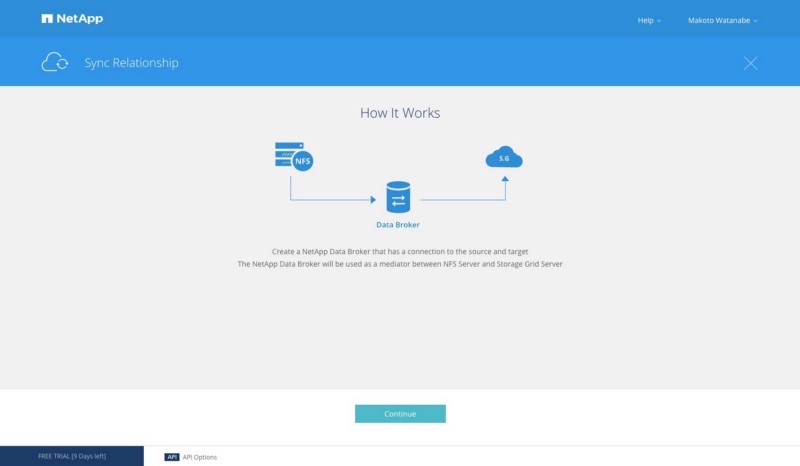 NetApp
Help
Makoto Watanabe
Sync Relationship
How It Works
NFS
S.G
Data Broker
Create a NetApp Data Broker that has a connection to the source and target
The NetApp Data Broker will be used as a mediator between NFS Server and Storage Grid Server
Continue
FREE TRIAL [9 Days left]
API API Options